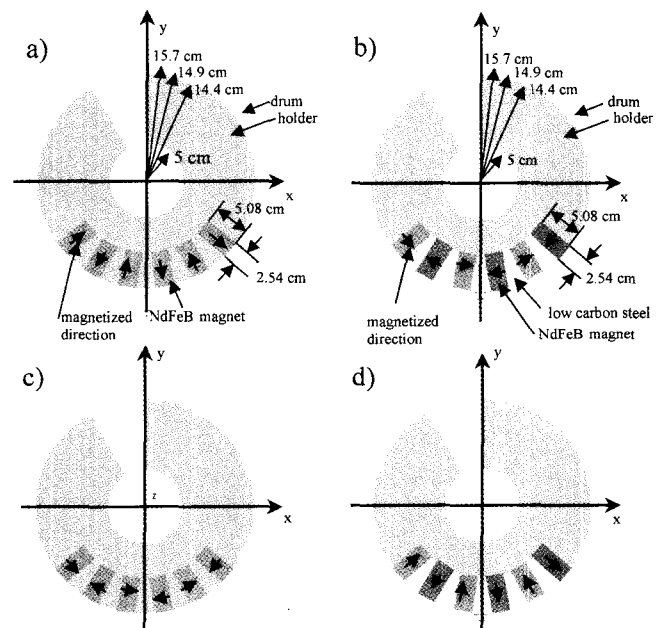 a)
y
15.7 cm
14.9 cm
14.4 cm
drum
holder
5 cm
x
5.08 cm
2.54 cm
NdFeB magnet
magnetized
direction
b)
y
15.7 cm
14.9 cm
14.4 cm
drum
holder
5 cm
x
5.08 cm
2.54 cm
low carbon steel
NdFeB magnet
magnetized
direction
c)
y
z
x
d)
y
x